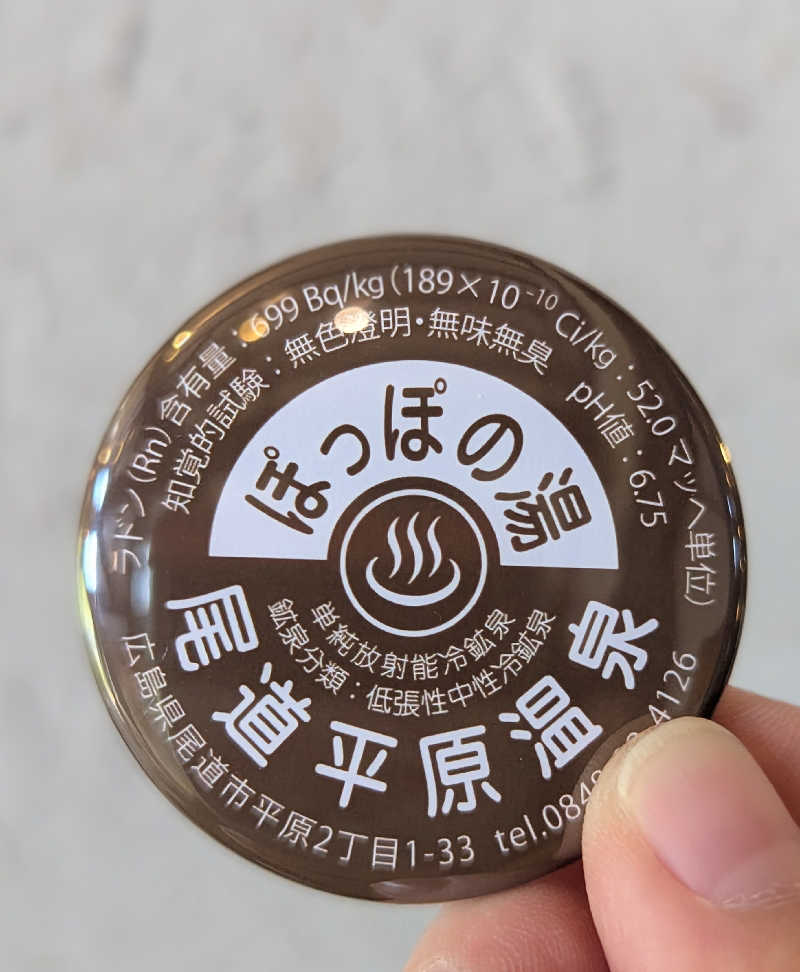 ラドン(Rn)含有量：699 Bq/kg(189×10⁻¹⁰ Ci/kg：52.0 マッヘ単位)
知覚的試験：無色澄明・無味無臭 pH値：6.75
ぽっぽの湯
単純放射能冷鉱泉
鉱泉分類：低張性中性冷鉱泉
尾道平原温泉
広島県尾道市平原2丁目1-33 tel.0848 4126